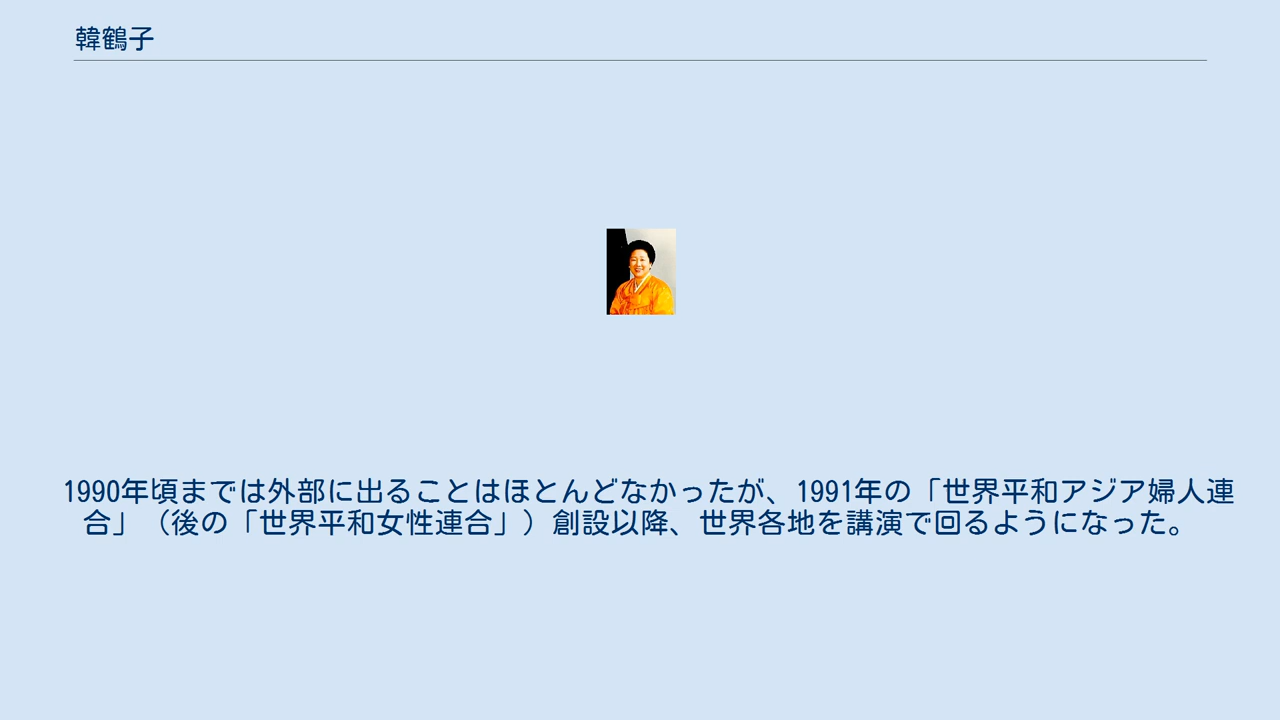 韓鶴子
1990年頃までは外部に出ることはほとんどなかったが、1991年の「世界平和アジア婦人連
合」（後の「世界平和女性連合」）創設以降、世界各地を講演で回るようになった。